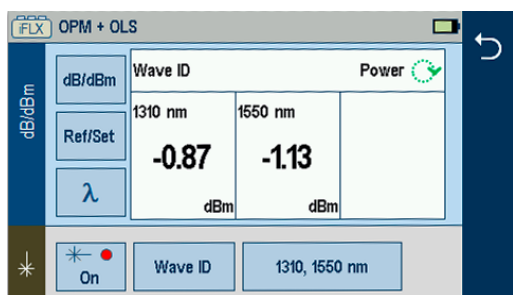 iFLX OPM + OLS
dB/dBm
dB/dBm
Ref/Set
λ
Wave ID Power
1310 nm 1550 nm
-0.87 -1.13
dBm dBm
On
Wave ID
1310, 1550 nm